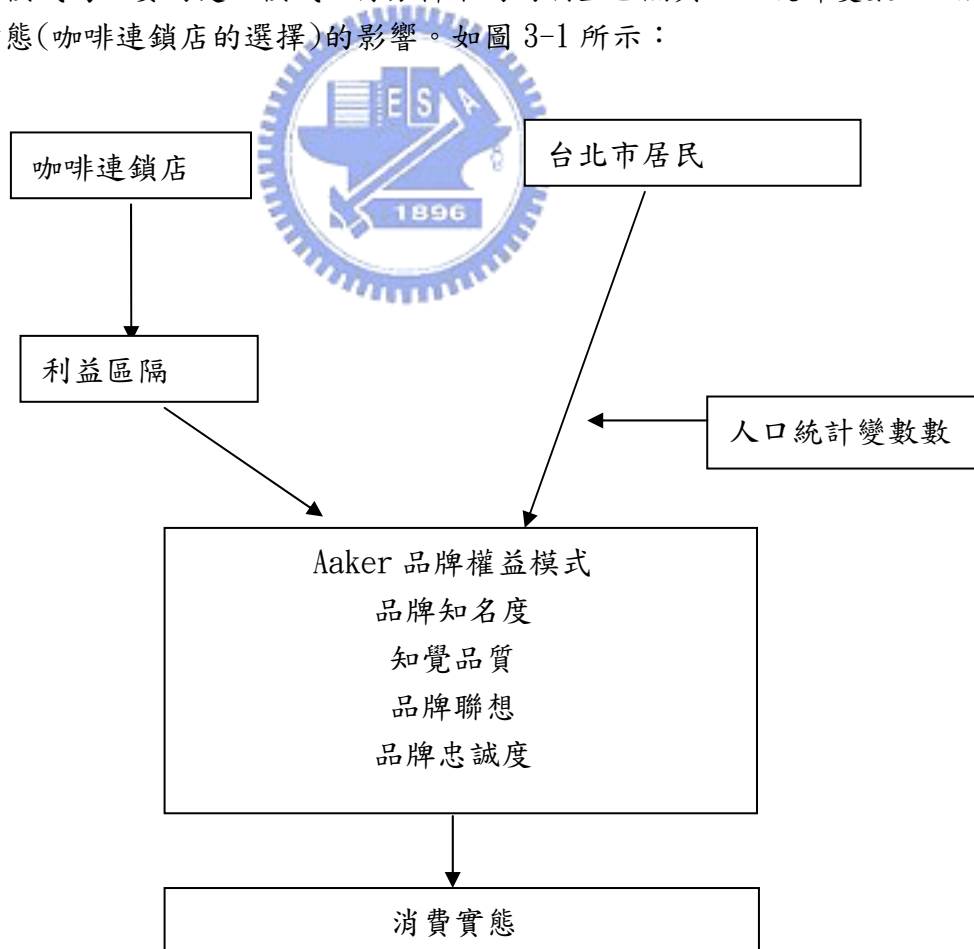 態(咖啡連鎖店的選擇)的影響。如圖 3-1 所示：
ES
咖啡連鎖店
台北市居民
1896
利益區隔
人口統計變數數
Aaker 品牌權益模式
品牌知名度
知覺品質
品牌聯想
品牌忠誠度
消費實態